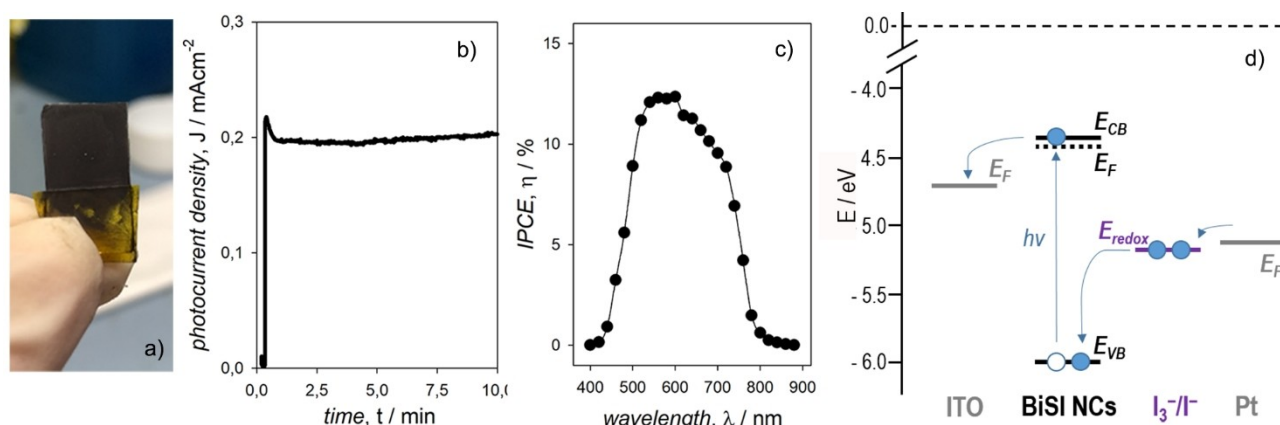 a)
b)
photocurrent density, J / mAcm⁻²
0,3
0,2
0,1
0,0
0,0 2,5 5,0 7,5 10,
time, t / min
c)
IPCE, η / %
15
10
5
0
400 500 600 700 800 900
wavelength, λ / nm
d)
E / eV
0.0
- 4.0
- 4.5
- 5.0
- 5.5
- 6.0
E_CB
E_F
E_F
hν
E_redox
E_F
E_VB
ITO BiSI NCs I₃⁻/I⁻ Pt